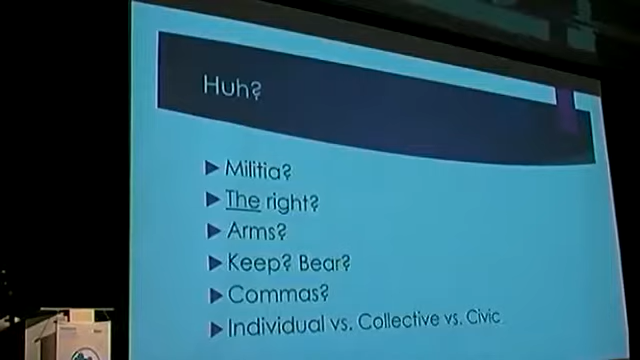 Huh?
Militia?
The right?
Arms?
Keep? Bear?
Commas?
Individual vs. Collective vs. Civic